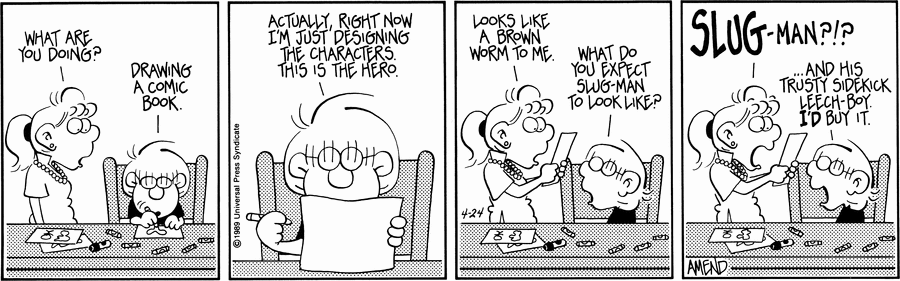 WHAT ARE
YOU DOING?
DRAWING
A COMIC
BOOK.
ACTUALLY, RIGHT NOW
I'M JUST DESIGNING
THE CHARACTERS.
THIS IS THE HERO.
© 1989 Universal Press Syndicate
LOOKS LIKE
A BROWN
WORM TO ME.
WHAT DO
YOU EXPECT
SLUG-MAN
TO LOOK LIKE?
4-24
SLUG-MAN?!?
...AND HIS
TRUSTY SIDEKICK
LEECH-BOY.
I'D BUY IT.
AMEND